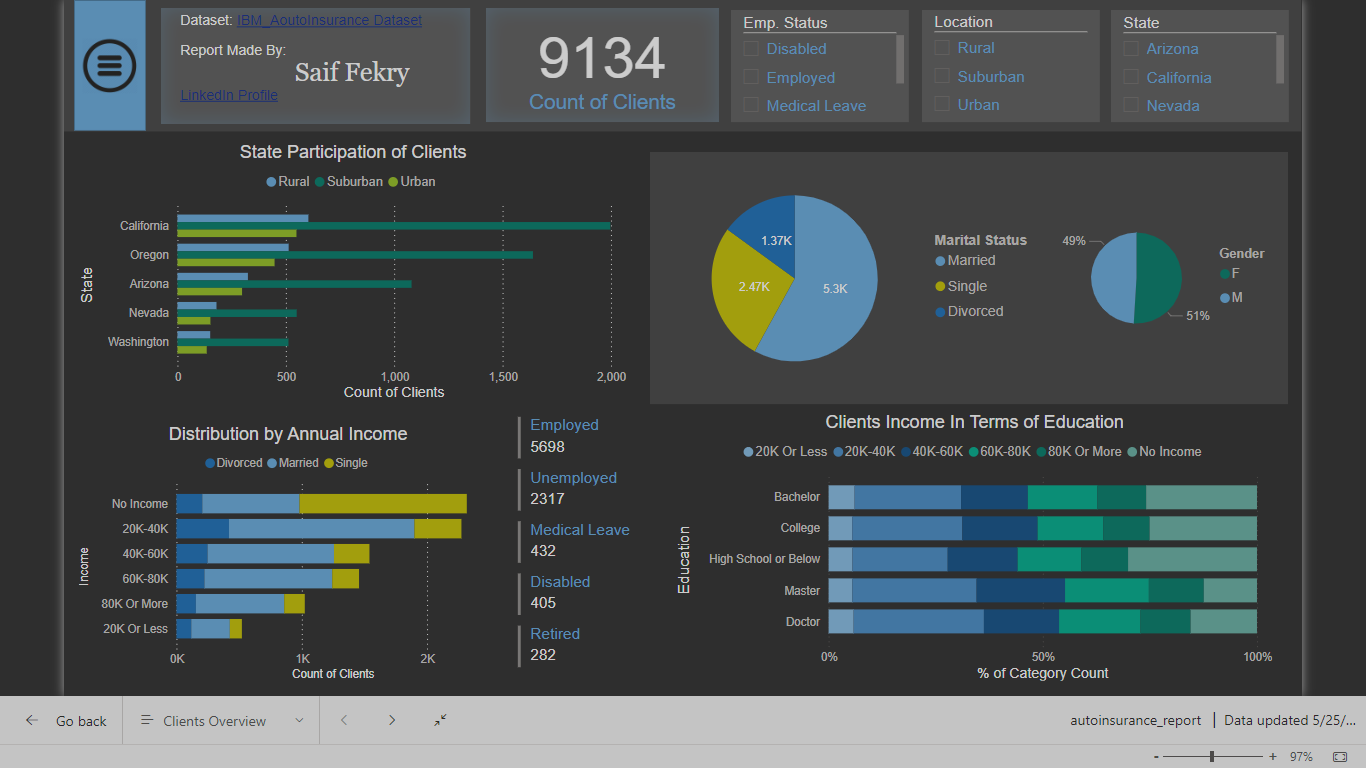 Dataset: IBM_AoutoInsurance Dataset
Report Made By:
Saif Fekry
LinkedIn Profile
9134
Count of Clients
Emp. Status
Disabled
Employed
Medical Leave
Location
Rural
Suburban
Urban
State
Arizona
California
Nevada
State Participation of Clients
Rural Suburban Urban
State
California
Oregon
Arizona
Nevada
Washington
0 500 1,000 1,500 2,000
Count of Clients
1.37K
2.47K
5.3K
Marital Status
Married
Single
Divorced
49%
51%
Gender
F
M
Distribution by Annual Income
Divorced Married Single
Income
No Income
20K-40K
40K-60K
60K-80K
80K Or More
20K Or Less
0K 1K 2K
Count of Clients
Employed
5698
Unemployed
2317
Medical Leave
432
Disabled
405
Retired
282
Clients Income In Terms of Education
20K Or Less 20K-40K 40K-60K 60K-80K 80K Or More No Income
Education
Bachelor
College
High School or Below
Master
Doctor
0% 50% 100%
% of Category Count
Go back
Clients Overview
autoinsurance_report | Data updated 5/25/...
- + 97%